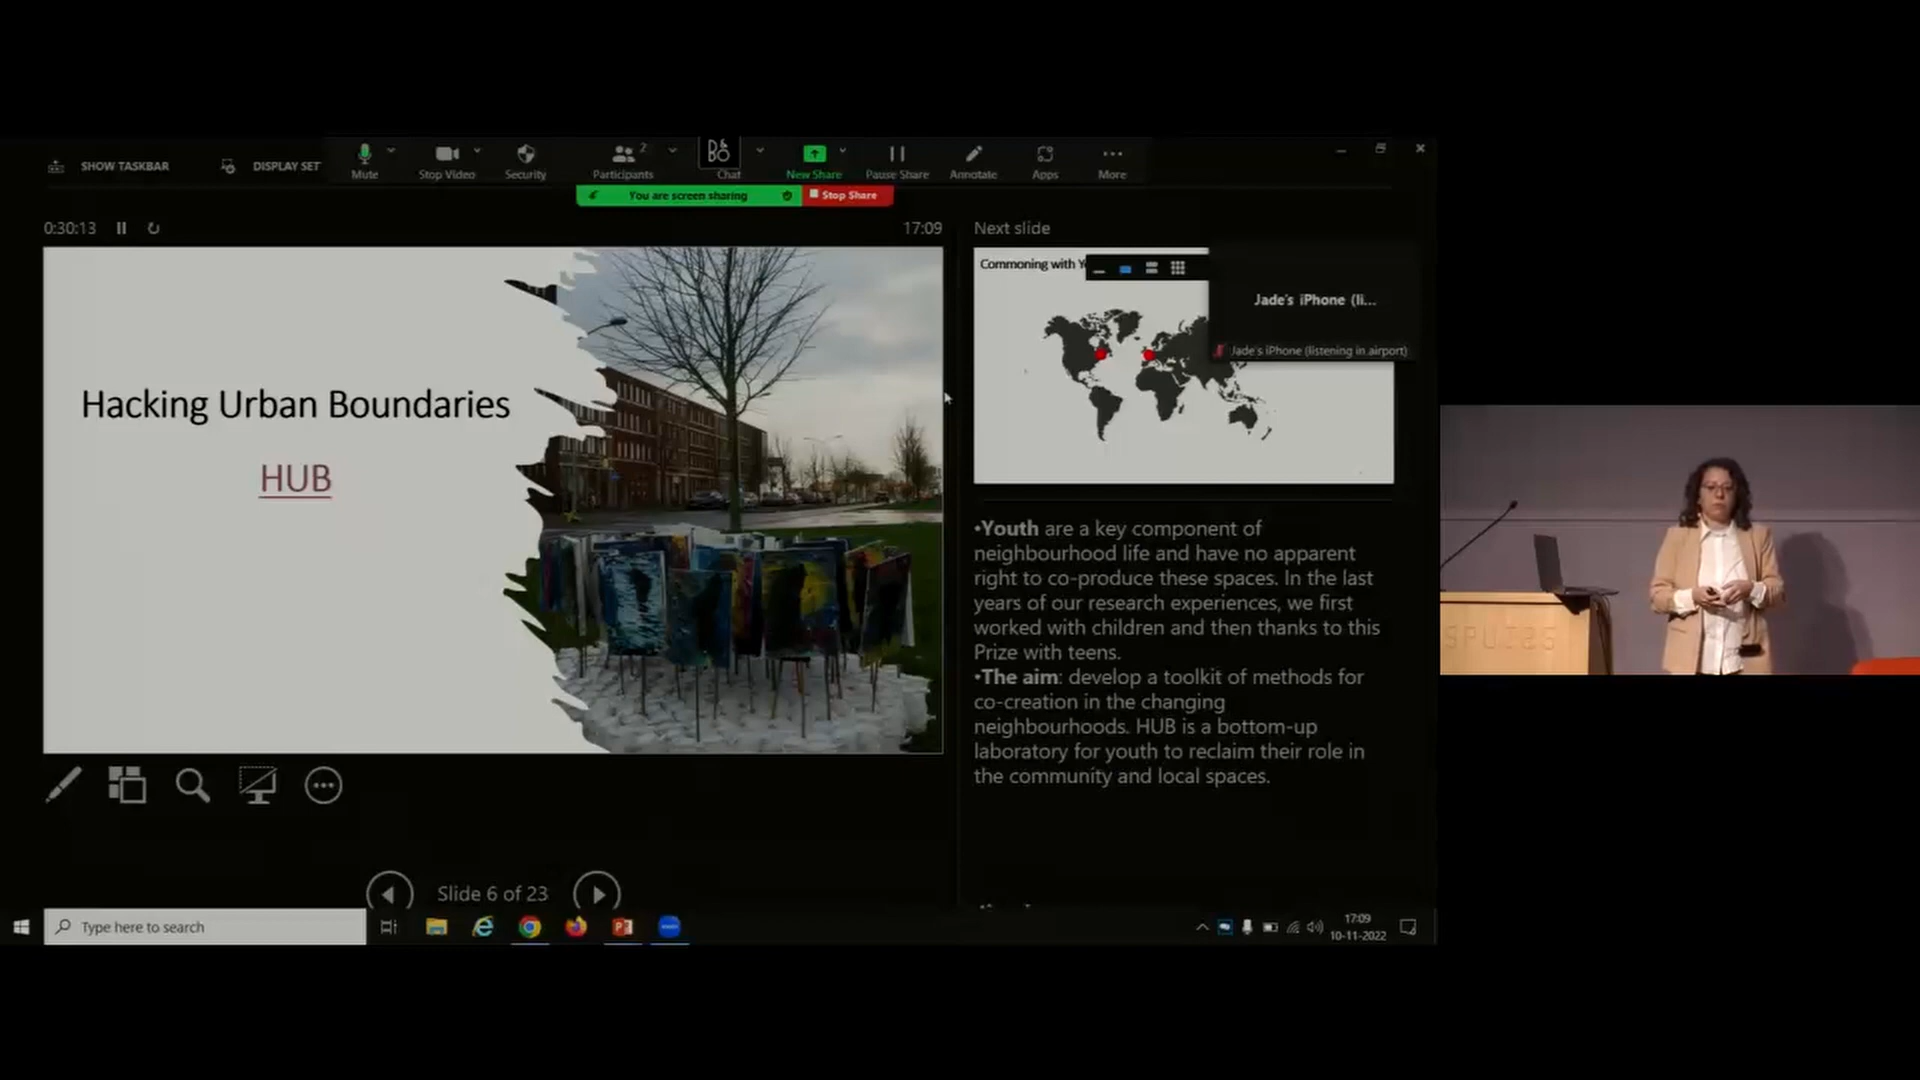 SHOW TASKBAR
DISPLAY SET
Mute
Stop Video
Security
2
Participants
Chat
New Share
Pause Share
Annotate
Apps
More
You are screen sharing
Stop Share
0:30:13
17:09
Next slide
Hacking Urban Boundaries
HUB
Commoning with
Jade's iPhone (li...
Jade's iPhone (listening in airport)
•Youth are a key component of
neighbourhood life and have no apparent
right to co-produce these spaces. In the last
years of our research experiences, we first
worked with children and then thanks to this
Prize with teens.
•The aim: develop a toolkit of methods for
co-creation in the changing
neighbourhoods. HUB is a bottom-up
laboratory for youth to reclaim their role in
the community and local spaces.
Slide 6 of 23
Type here to search
17:09
10-11-2022